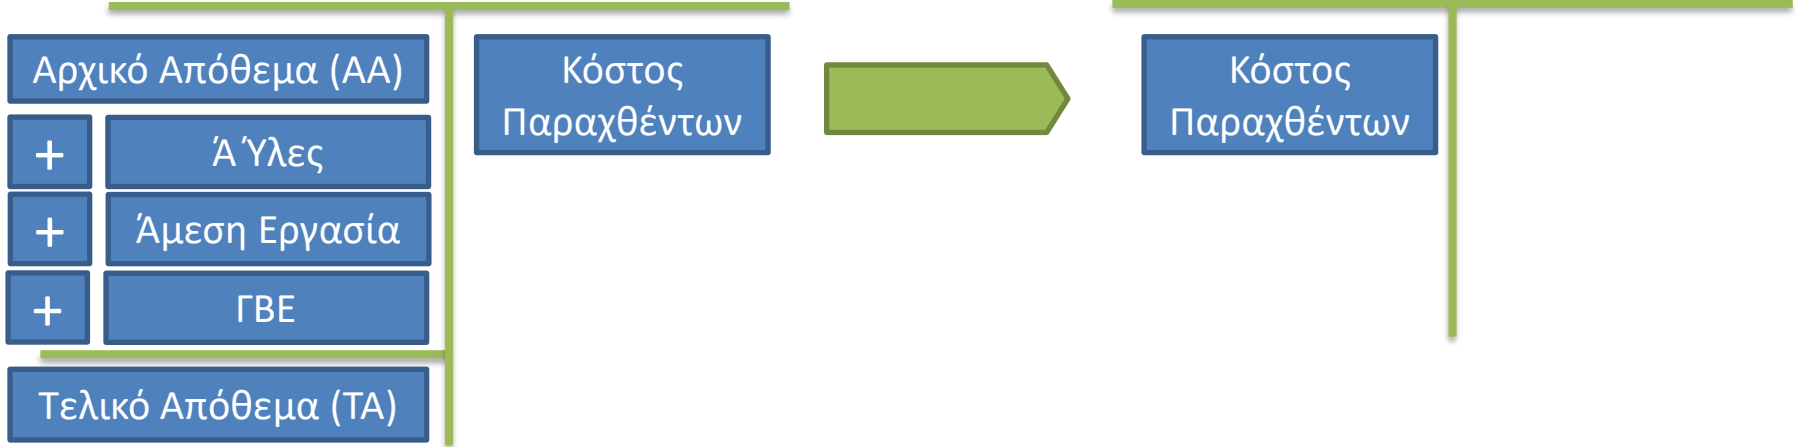 Αρχικό Απόθεμα (ΑΑ)
+ Ά Ύλες
+ Άμεση Εργασία
+ ΓΒΕ
Τελικό Απόθεμα (ΤΑ)
Κόστος
Παραχθέντων
Κόστος
Παραχθέντων